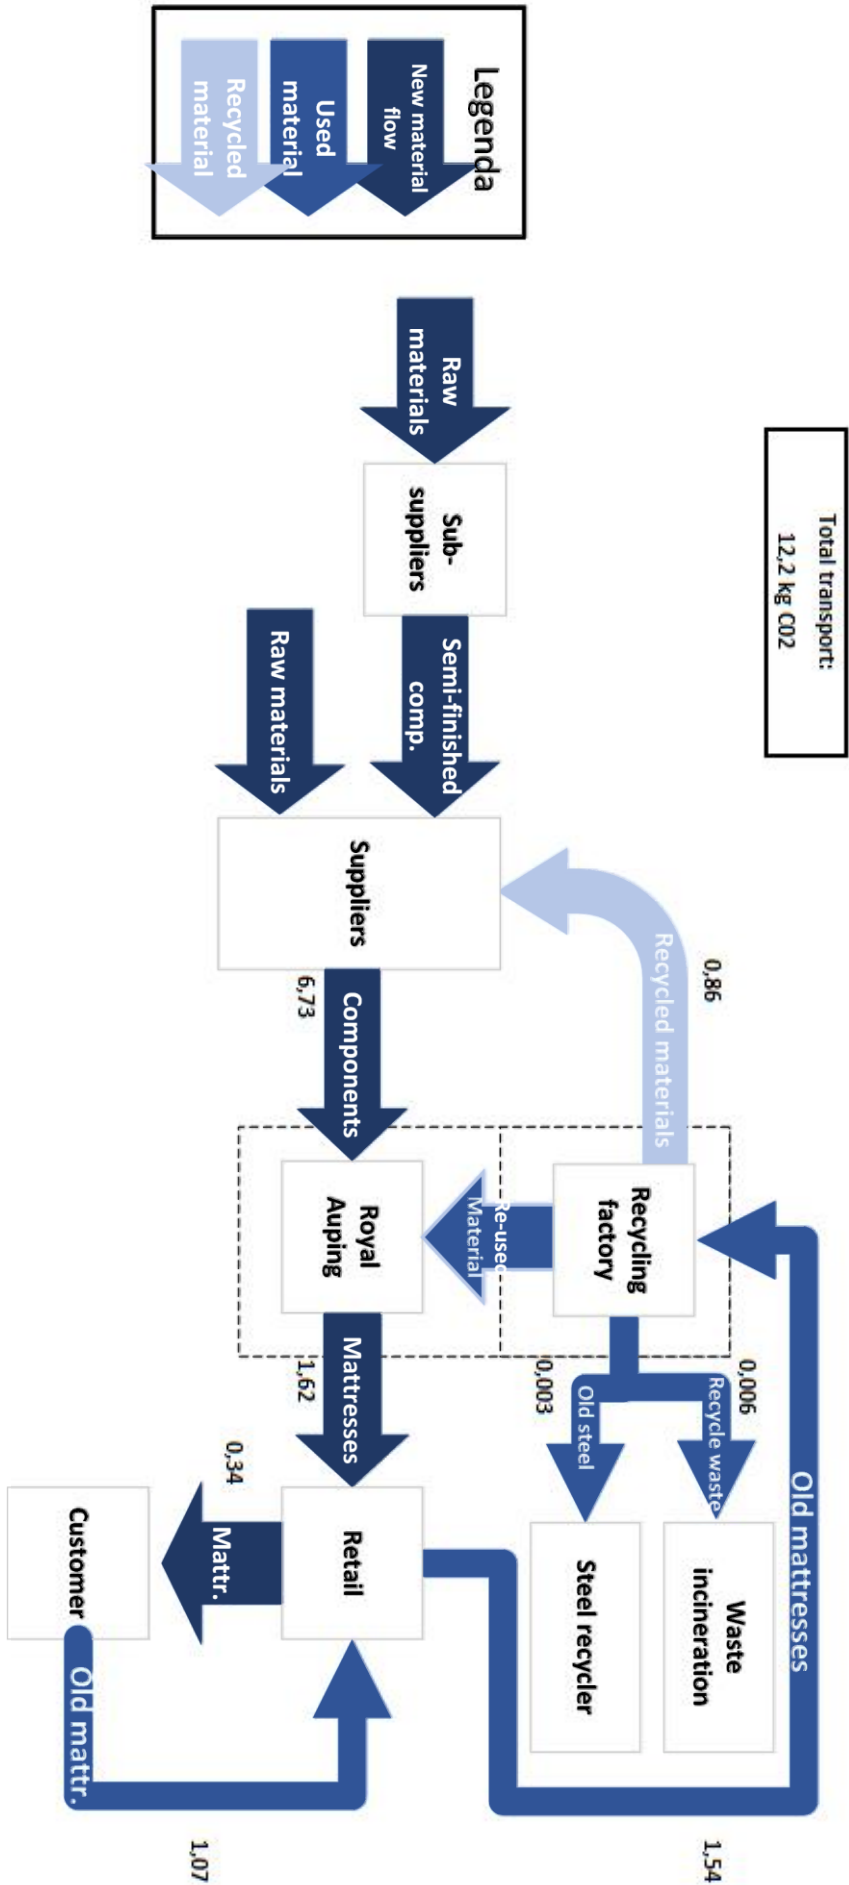 Total transport:
12,2 kg C02
Legenda
New material
flow
Used
material
Recycled
material
Raw
materials
Sub-
suppliers
Semi-finished
comp.
Raw materials
Suppliers
0,86
Recycled materials
6,73
Components
Recycling
factory
Re-used
Material
Royal
Auping
0,006
Recycle waste
0,003
Old steel
Waste
incineration
Steel recycler
Old mattresses
1,54
Mattresses
1,62
Retail
0,34
Mattr.
Customer
Old mattr.
1,07